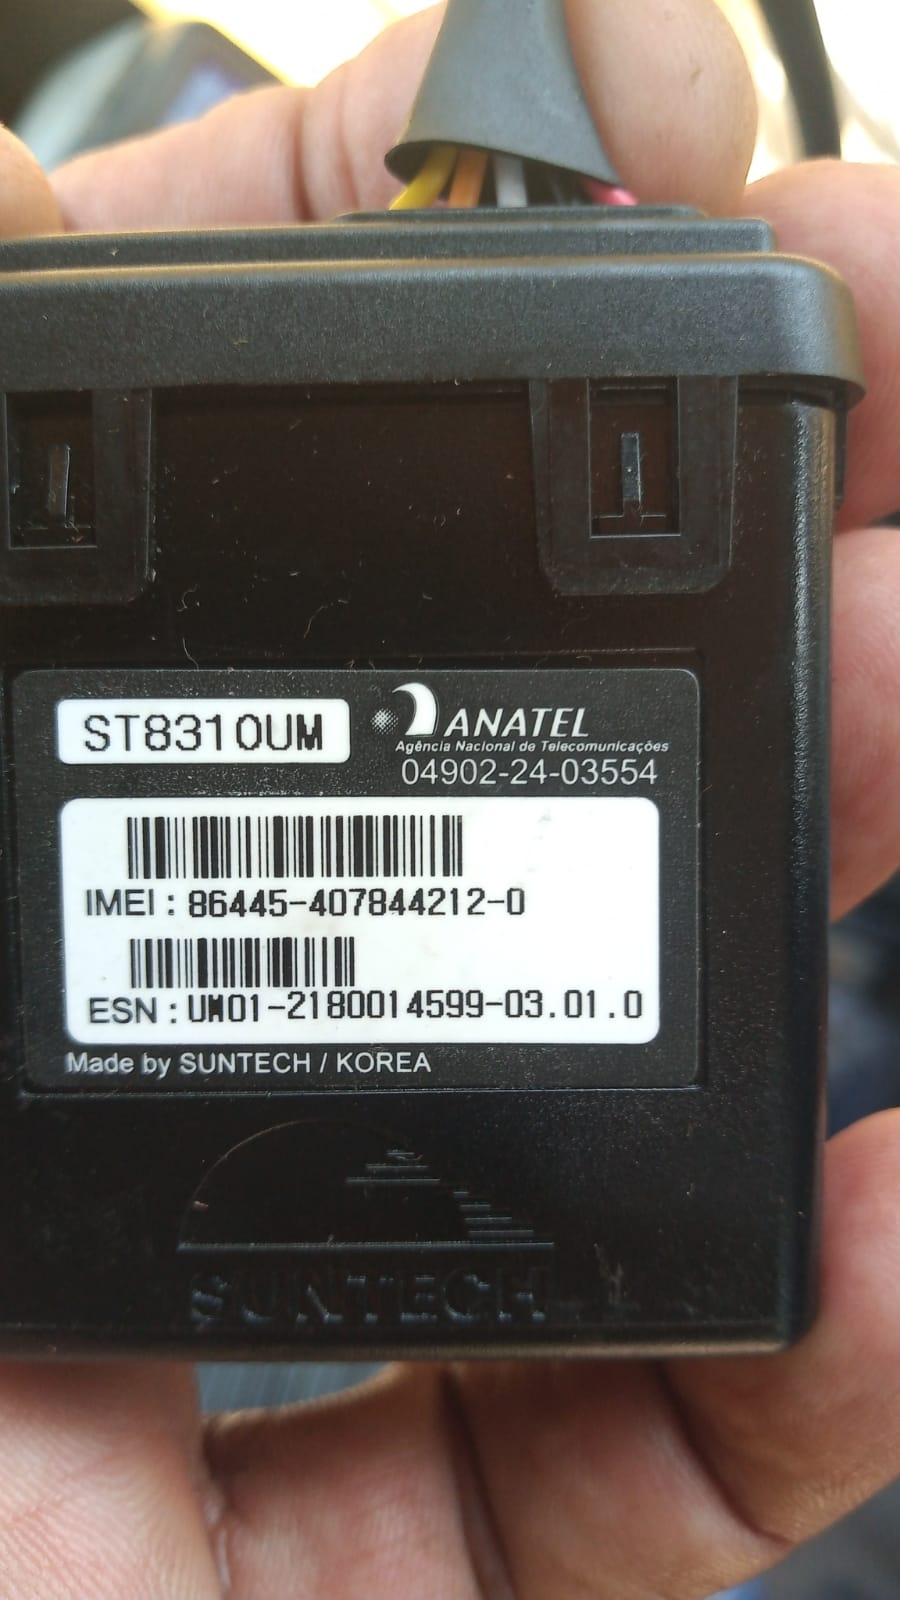 ST8310UM
ANATEL
Agência Nacional de Telecomunicações
04902-24-03554
IMEI : 86445-407844212-0
ESN : UM01-2180014599-03.01.0
Made by SUNTECH / KOREA
SUNTECH